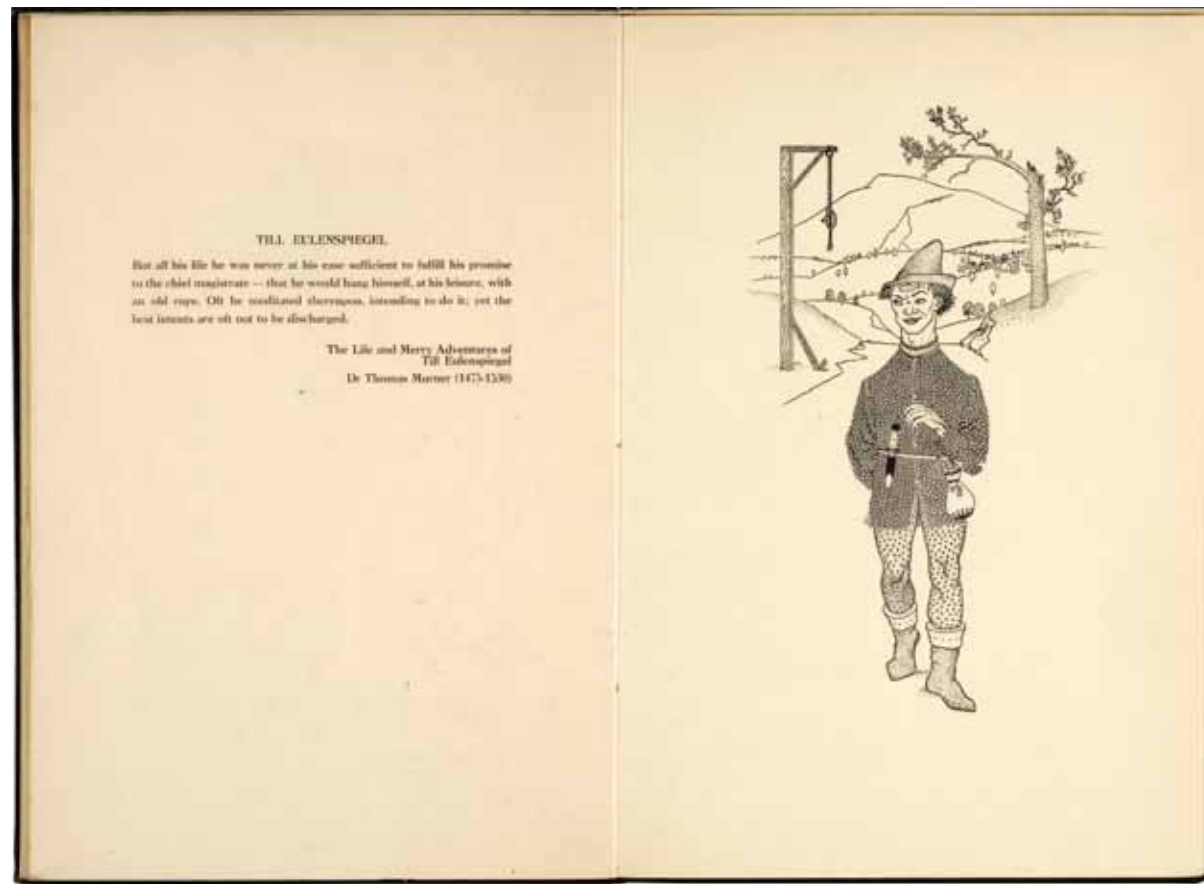 TILL EULENSPIEGEL
But all his life he was never at his ease sufficient to fulfill his promise
to the chief magistrate — that he would hang himself, at his leisure, with
an old rope. Oft he meditated thereupon, intending to do it; yet the
best intents are oft not to be discharged.
The Life and Merry Adventures of
Till Eulenspiegel
Dr Thomas Murner (1475-1530)